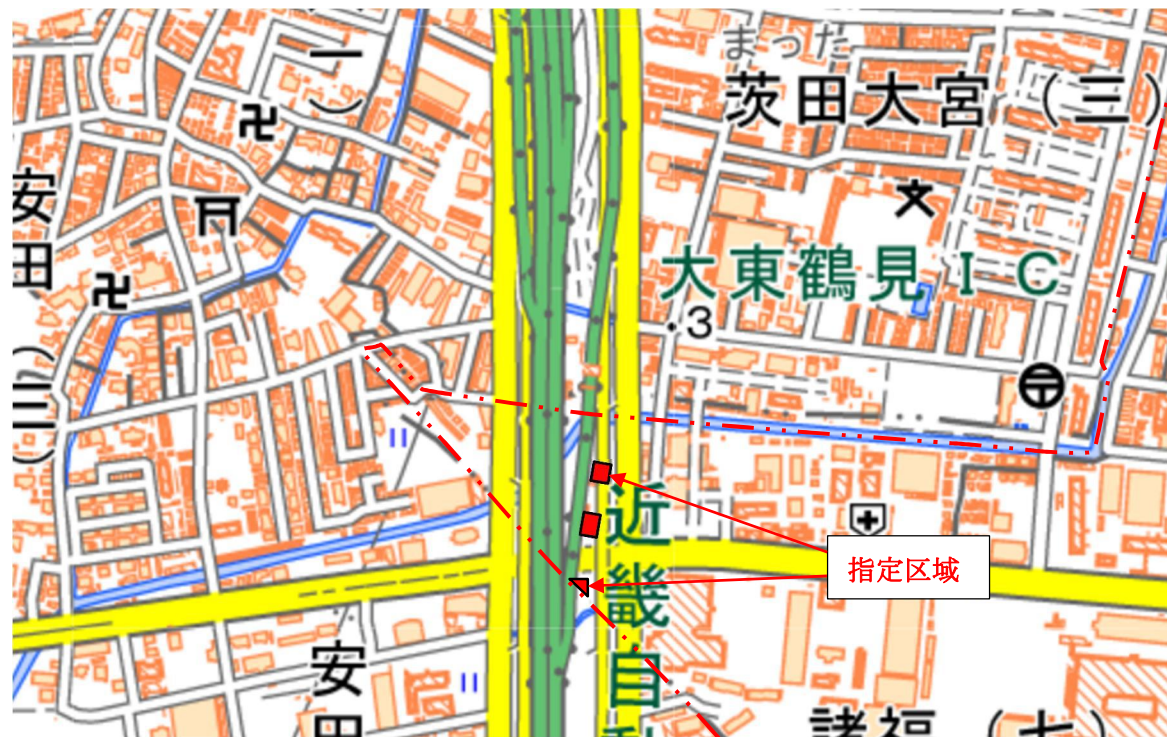 まった
茨田大宮(三)
一)
安田
(三)
大東鶴見IC
・3
近畿自動
指定区域
安田
諸福(七)